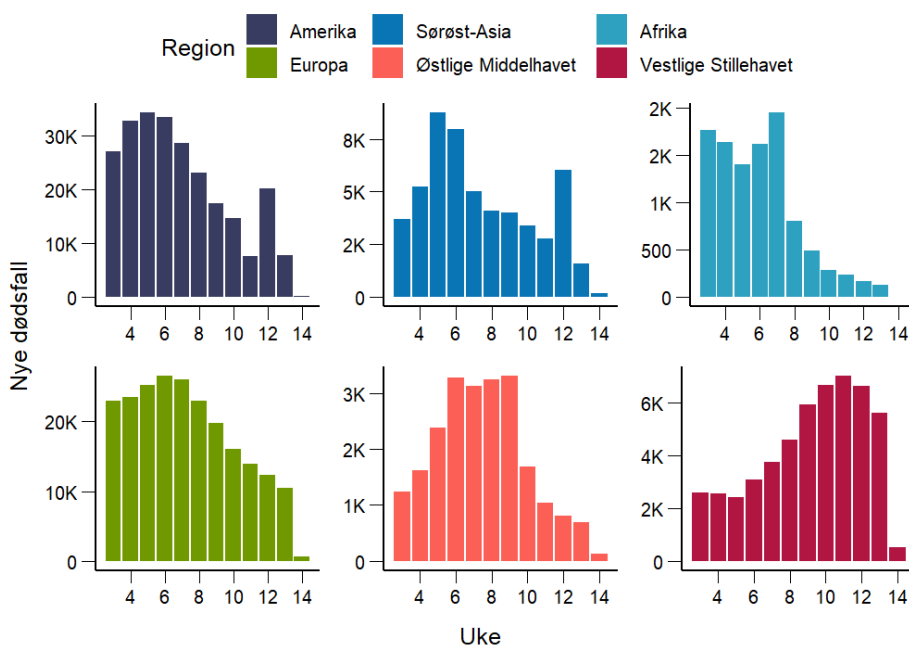 Region
Amerika
Sørøst-Asia
Afrika
Europa
Østlige Middelhavet
Vestlige Stillehavet
Nye dødsfall
30K
20K
10K
0
4 6 8 10 12 14
8K
5K
2K
0
4 6 8 10 12 14
2K
2K
1K
500
0
4 6 8 10 12 14
20K
10K
0
4 6 8 10 12 14
3K
2K
1K
0
4 6 8 10 12 14
6K
4K
2K
0
4 6 8 10 12 14
Uke